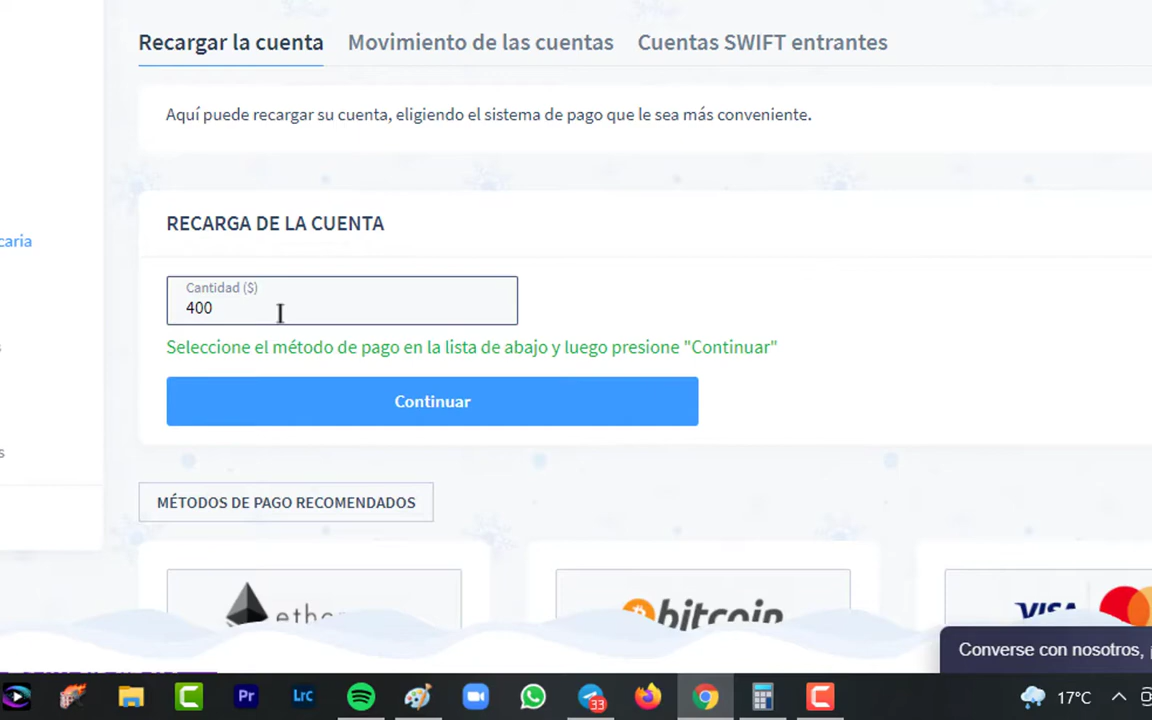 Recargar la cuenta Movimiento de las cuentas Cuentas SWIFT entrantes
Aquí puede recargar su cuenta, eligiendo el sistema de pago que le sea más conveniente.
RECARGA DE LA CUENTA
caria
Cantidad ($)
400
Seleccione el método de pago en la lista de abajo y luego presione "Continuar"
Continuar
s
MÉTODOS DE PAGO RECOMENDADOS
bitcoin
VISA
Converse con nosotros, ¡
Pr
Lrc
33
17°C